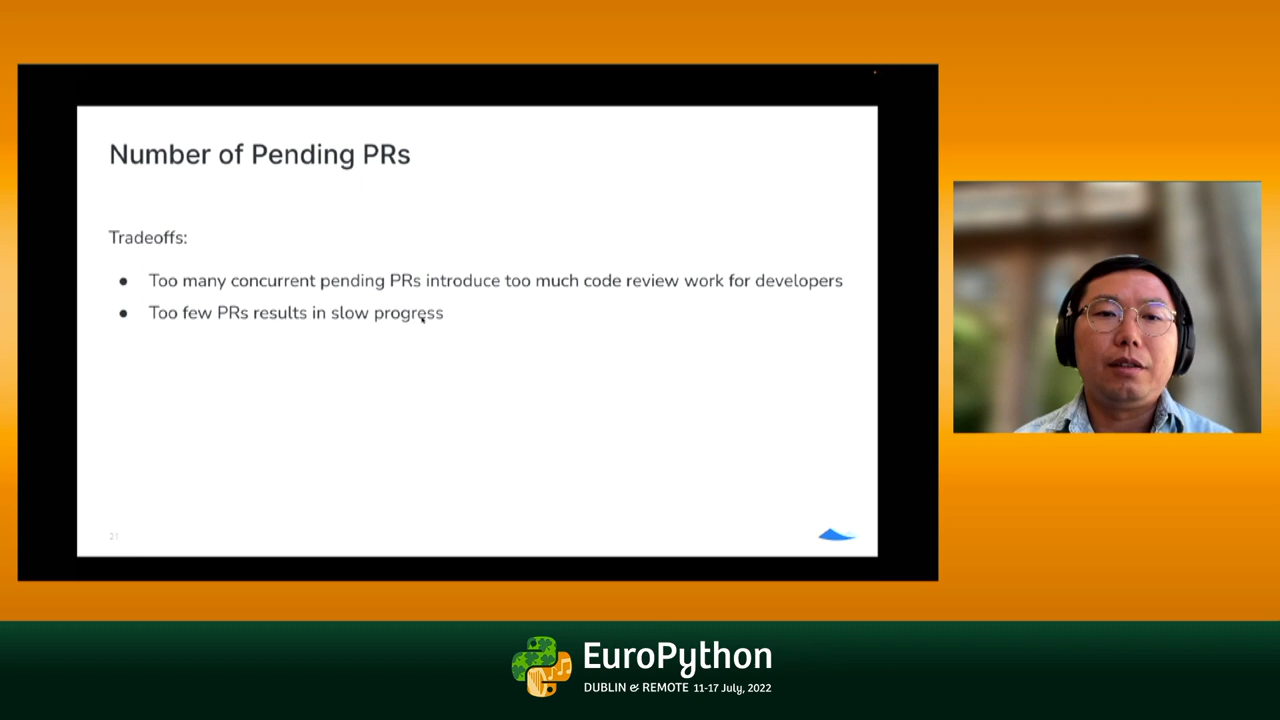 Number of Pending PRs
Tradeoffs:
● Too many concurrent pending PRs introduce too much code review work for developers
● Too few PRs results in slow progress
21
EuroPython
DUBLIN & REMOTE 11-17 July, 2022